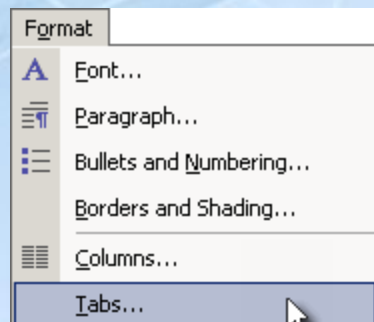 Format
Font...
Paragraph...
Bullets and Numbering...
Borders and Shading...
Columns...
Tabs...